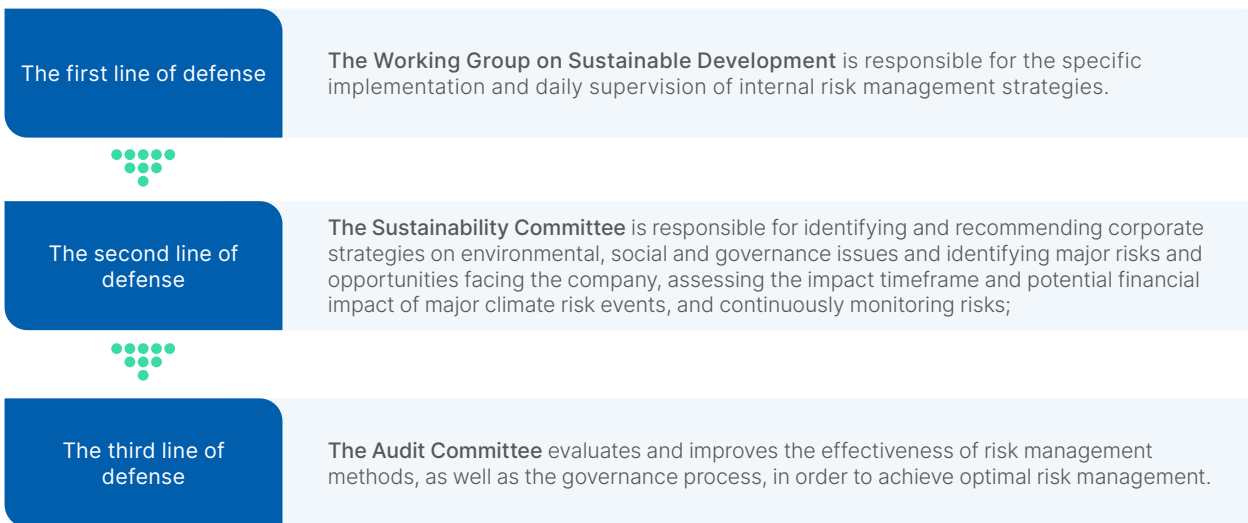 The first line of defense
The Working Group on Sustainable Development is responsible for the specific
implementation and daily supervision of internal risk management strategies.
The second line of
defense
The Sustainability Committee is responsible for identifying and recommending corporate
strategies on environmental, social and governance issues and identifying major risks and
opportunities facing the company, assessing the impact timeframe and potential financial
impact of major climate risk events, and continuously monitoring risks;
The third line of
defense
The Audit Committee evaluates and improves the effectiveness of risk management
methods, as well as the governance process, in order to achieve optimal risk management.